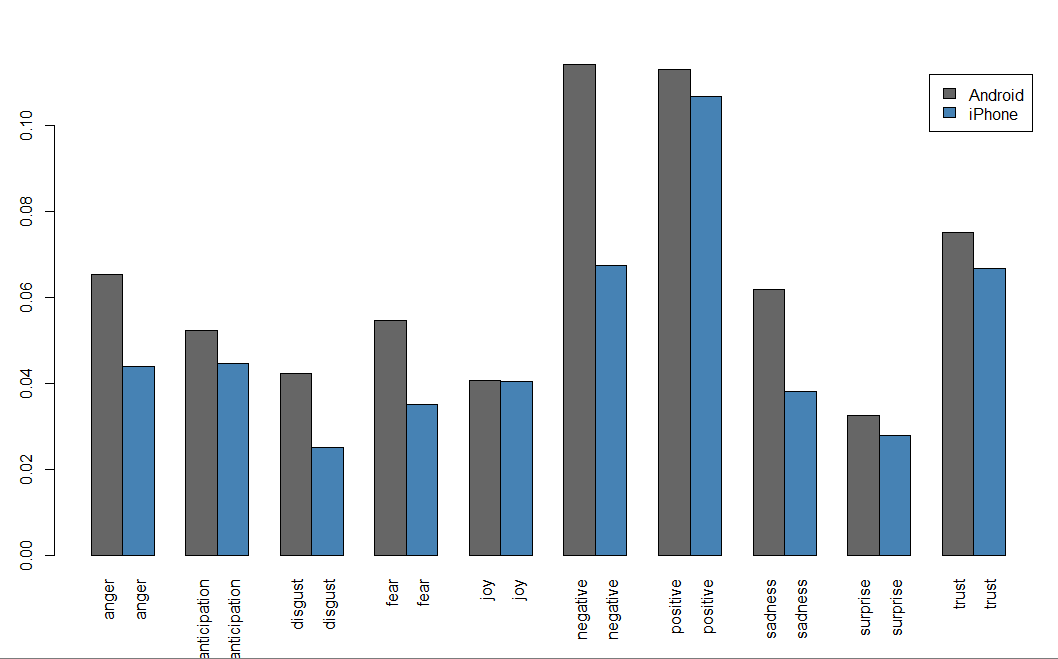 Android
iPhone
0.10
0.08
0.06
0.04
0.02
0.00
anger anger anticipation anticipation disgust disgust fear fear joy joy negative negative positive positive sadness sadness surprise surprise trust trust